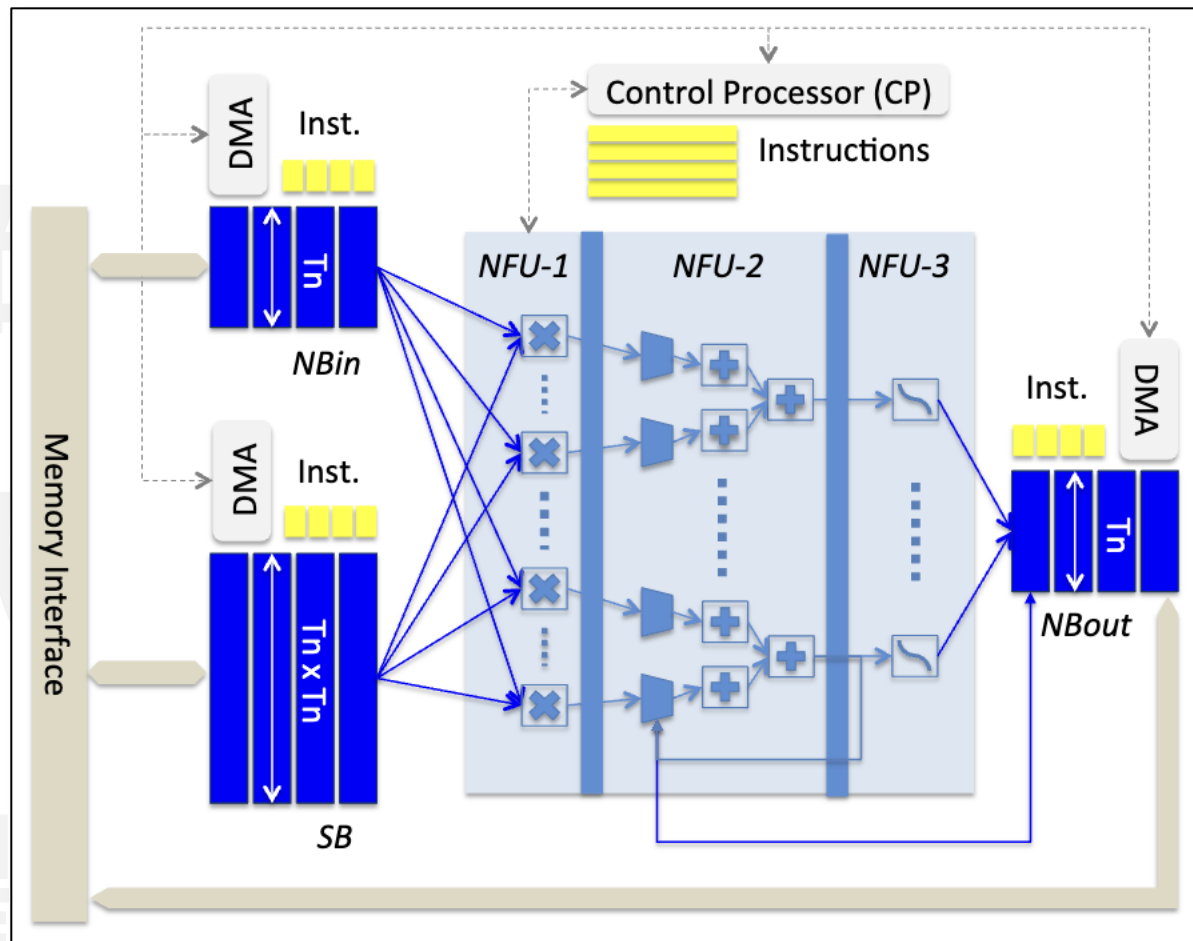 Control Processor (CP)
DMA
Inst.
Instructions
Tn
NBin
NFU-1
NFU-2
NFU-3
DMA
Inst.
Memory Interface
DMA
Inst.
Tn x Tn
SB
Tn
NBout